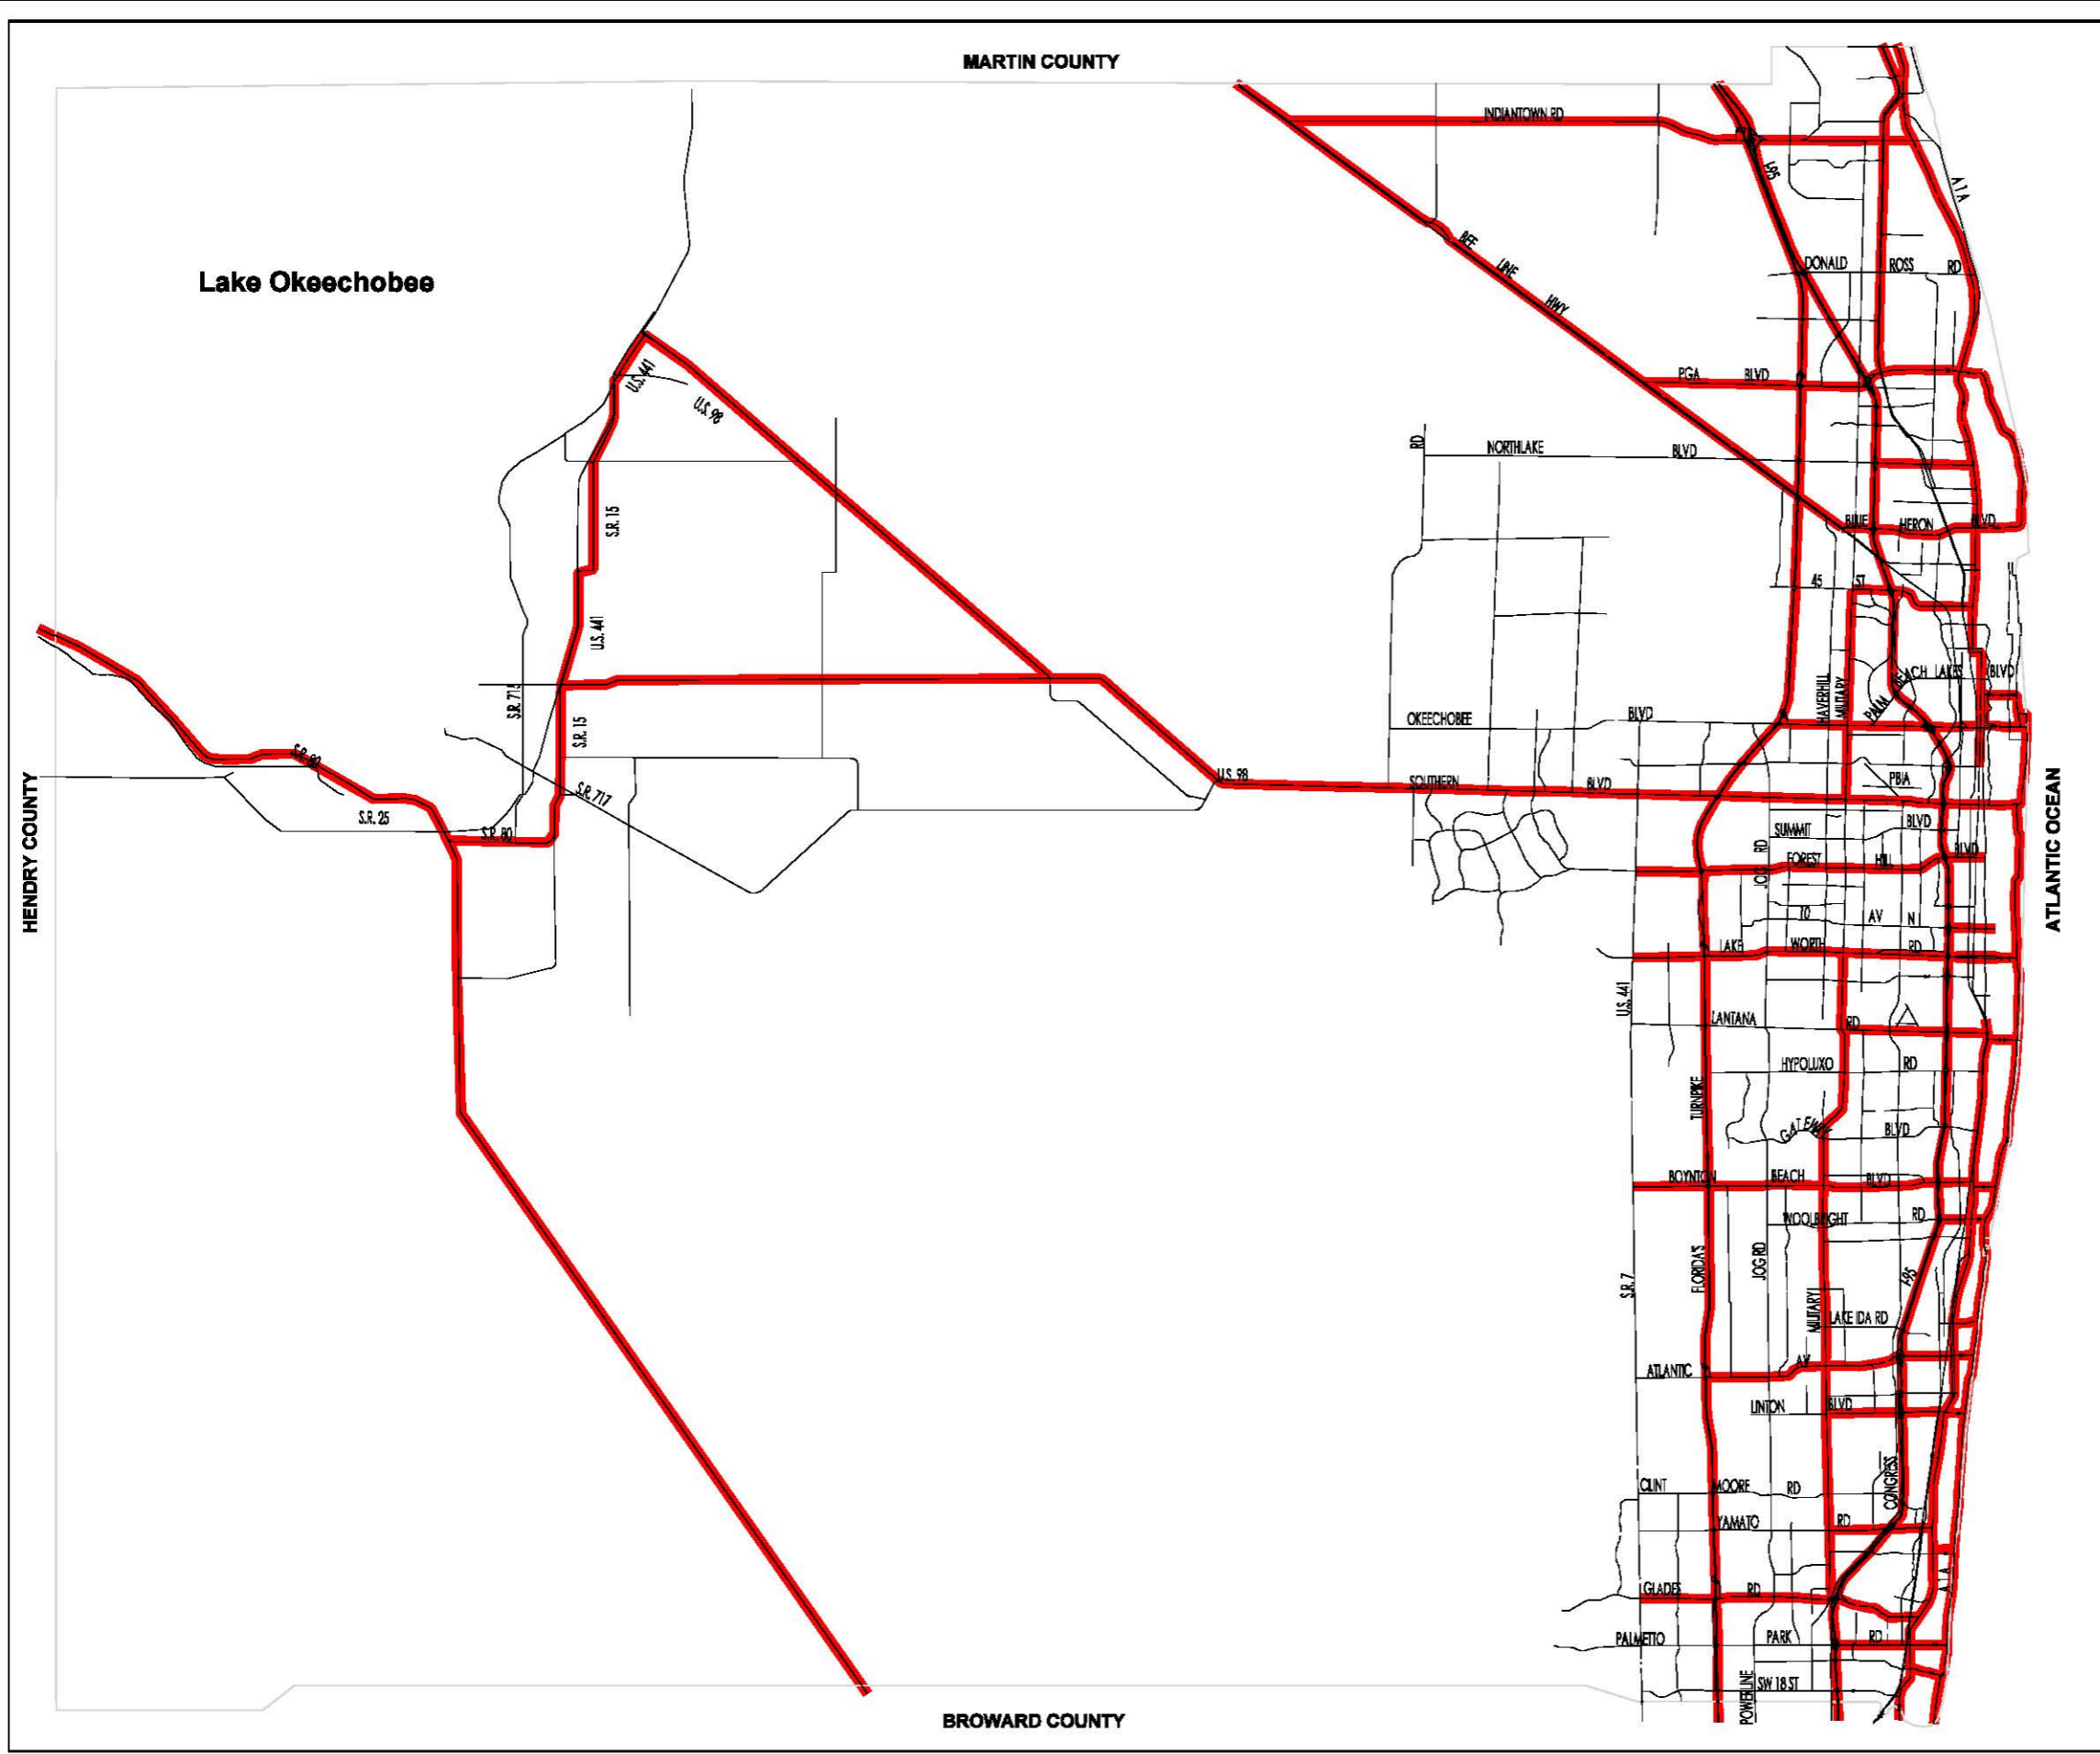 MARTIN COUNTY
INDIANTOWN RD
I-95
A1A
Lake Okeechobee
BEE
LINE
HWY
DONALD
ROSS
RD
U.S. 441
U.S. 98
PGA
BLVD
RD
NORTHLAKE
BLVD
S.R. 15
BLUE
HERON
BLVD
45
ST
U.S. 441
S.R. 715
S.R. 15
HAVERHILL
MILITARY
PALM
BEACH LAKES
BLVD
OKEECHOBEE
BLVD
HENDRY COUNTY
S.R. 80
S.R. 717
S.R. 25
S.R. 80
U.S. 98
SOUTHERN
BLVD
PBIA
ATLANTIC OCEAN
SUMMIT
BLVD
JOG RD
FOREST
HILL
BLVD
10
AV
N
LAKE
WORTH
RD
U.S. 441
LANTANA
RD
HYPOLUXO
RD
TURNPIKE
GATEWAY
BLVD
BOYNTON
BEACH
BLVD
WOOLBRIGHT
RD
S.R. 7
FLORIDA'S
JOG RD
I-95
MILITARY
LAKE IDA RD
ATLANTIC
AV
LINTON
BLVD
CLINT
MOORE
RD
CONGRESS
YAMATO
RD
GLADES
RD
A1A
PALMETTO
PARK
RD
POWERLINE
SW 18 ST
BROWARD COUNTY